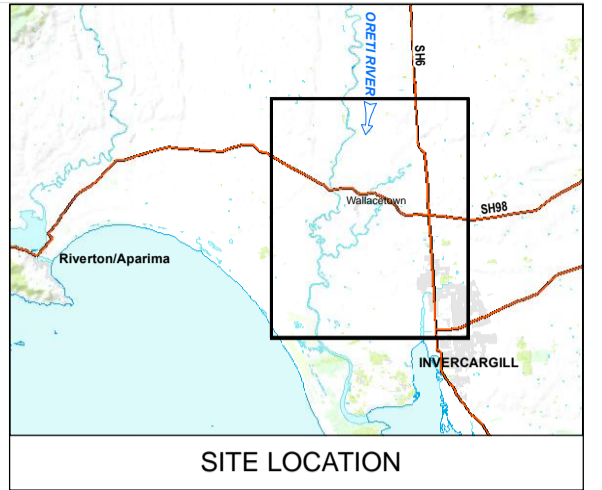 ORETI RIVER
SH6
Wallacetown
SH98
Riverton/Aparima
INVERCARGILL
SITE LOCATION